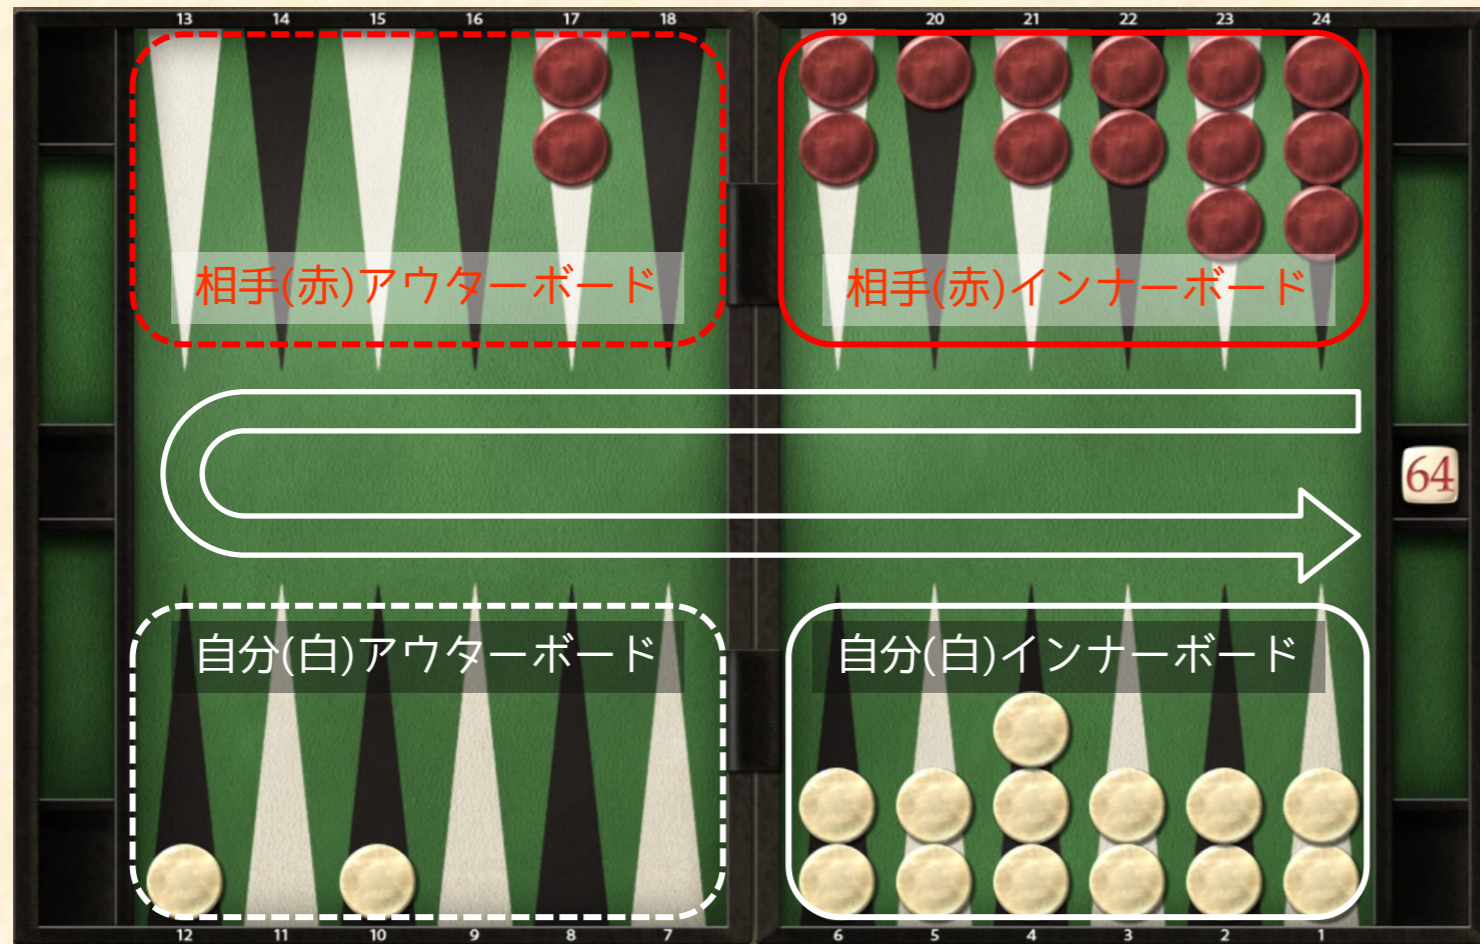 13 14 15 16 17 18 19 20 21 22 23 24
相手(赤)アウターボード
相手(赤)インナーボード
64
自分(白)アウターボード
自分(白)インナーボード
12 11 10 9 8 7 6 5 4 3 2 1